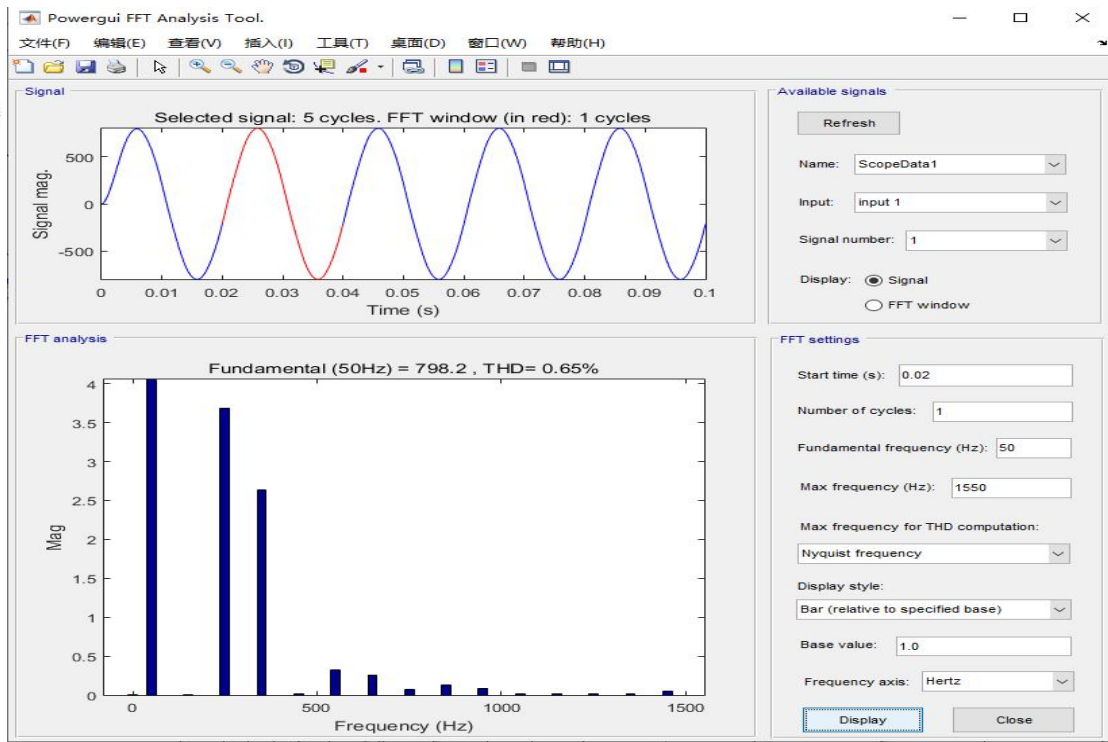 Powergui FFT Analysis Tool.
文件(F) 编辑(E) 查看(V) 插入(I) 工具(T) 桌面(D) 窗口(W) 帮助(H)
Signal
Selected signal: 5 cycles. FFT window (in red): 1 cycles
500
0
-500
Signal mag.
0 0.01 0.02 0.03 0.04 0.05 0.06 0.07 0.08 0.09 0.1
Time (s)
Available signals
Refresh
Name: ScopeData1
Input: input 1
Signal number: 1
Display: Signal
FFT window
FFT analysis
Fundamental (50Hz) = 798.2 , THD= 0.65%
4
3.5
3
2.5
2
1.5
1
0.5
0
Mag
0 500 1000 1500
Frequency (Hz)
FFT settings
Start time (s): 0.02
Number of cycles: 1
Fundamental frequency (Hz): 50
Max frequency (Hz): 1550
Max frequency for THD computation:
Nyquist frequency
Display style:
Bar (relative to specified base)
Base value: 1.0
Frequency axis: Hertz
Display Close